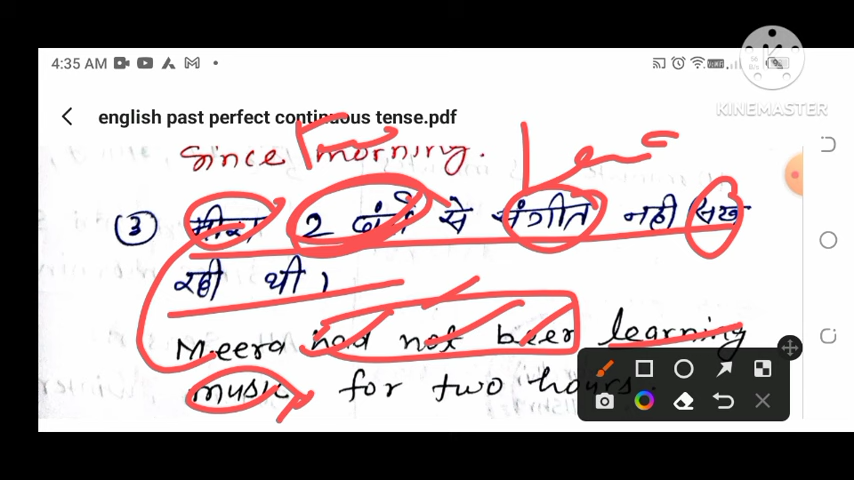 4:35 AM
KINEMASTER
english past perfect continuous tense.pdf
Since morning.
③ मीरा 2 घंटों से संगीत नही सिख
रही थी।
Meera had not been learning
music for two hours.